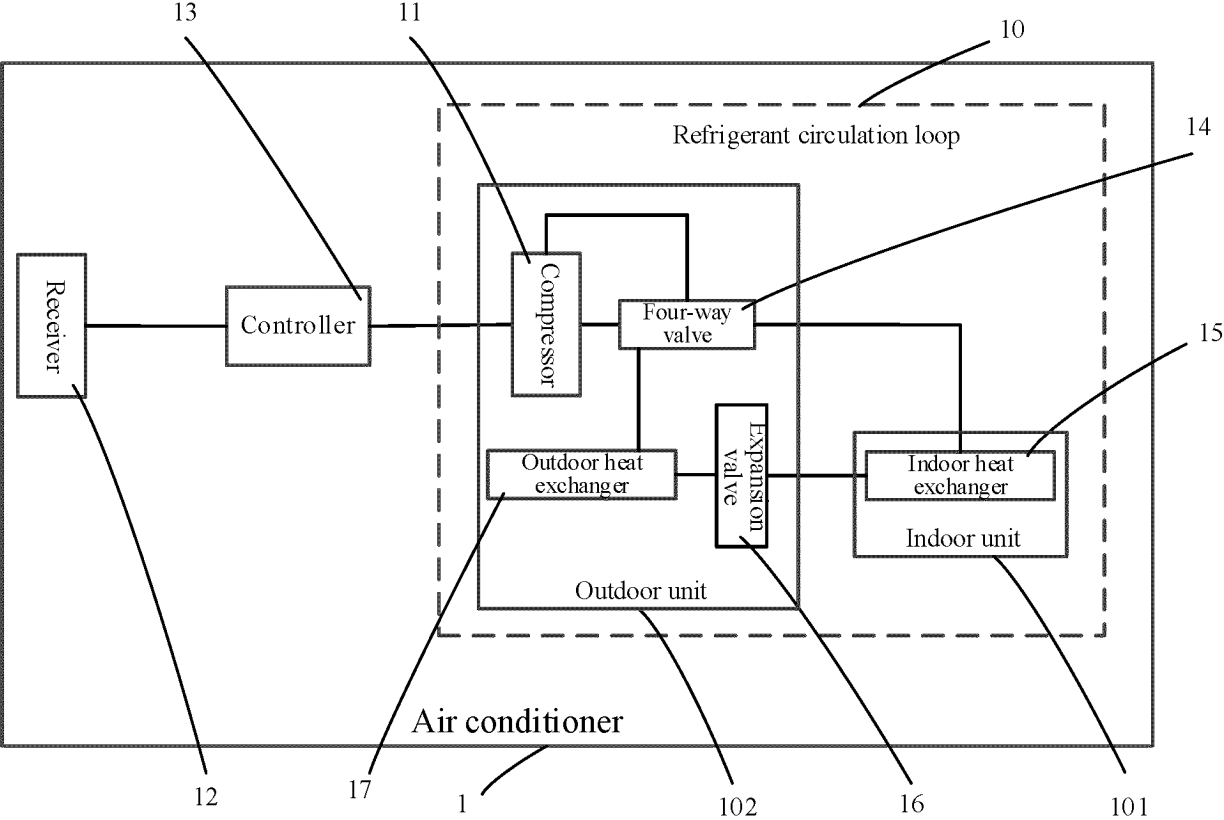 13
11
10
Refrigerant circulation loop
14
Compressor
Receiver
Controller
Four-way
valve
15
Outdoor heat
exchanger
Expansion
valve
Indoor heat
exchanger
Indoor unit
Outdoor unit
Air conditioner
12
17
1
102
16
101